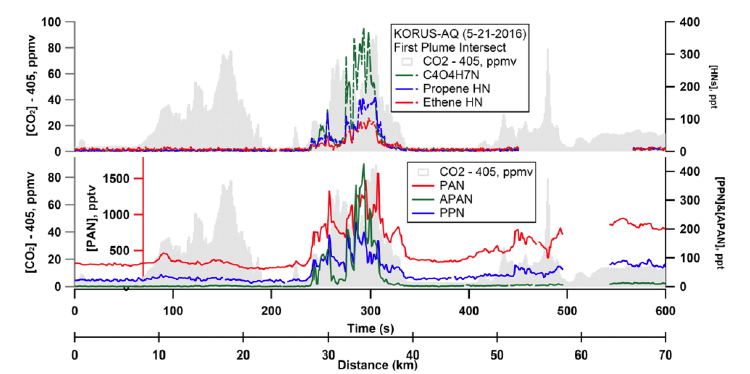 100
80
60
40
20
0
[CO₂] - 405, ppmv
KORUS-AQ (5-21-2016)
First Plume Intersect
CO2 - 405, ppmv
C4O4H7N
Propene HN
Ethene HN
400
300
200
100
0
[HNs], ppt
80
60
40
20
0
[CO₂] - 405, ppmv
1500
1000
500
0
[PAN], pptv
CO2 - 405, ppmv
PAN
APAN
PPN
400
300
200
100
0
[PPN]&[APAN], ppt
0 100 200 300 400 500 600
Time (s)
0 10 20 30 40 50 60 70
Distance (km)